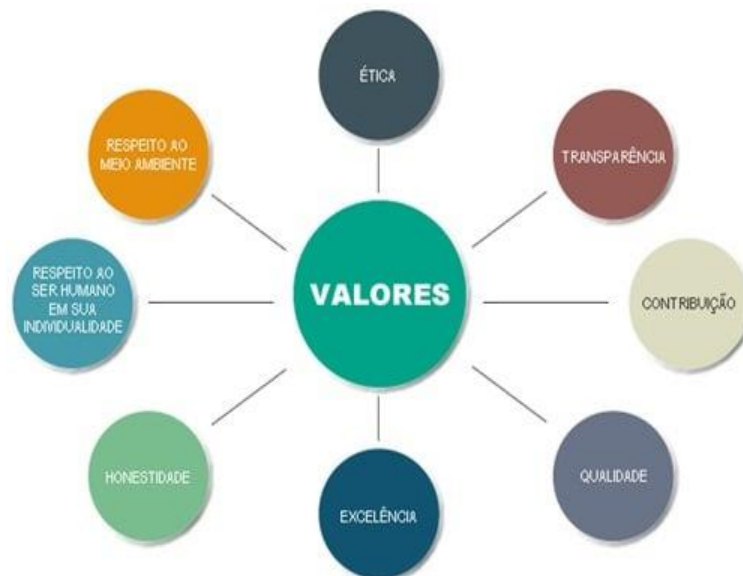 ÉTICA
RESPEITO AO
MEIO AMBIENTE
TRANSPARÊNCIA
RESPEITO AO
SER HUMANO
EM SUA
INDIVIDUALIDADE
VALORES
CONTRIBUIÇÃO
HONESTIDADE
QUALIDADE
EXCELÊNCIA